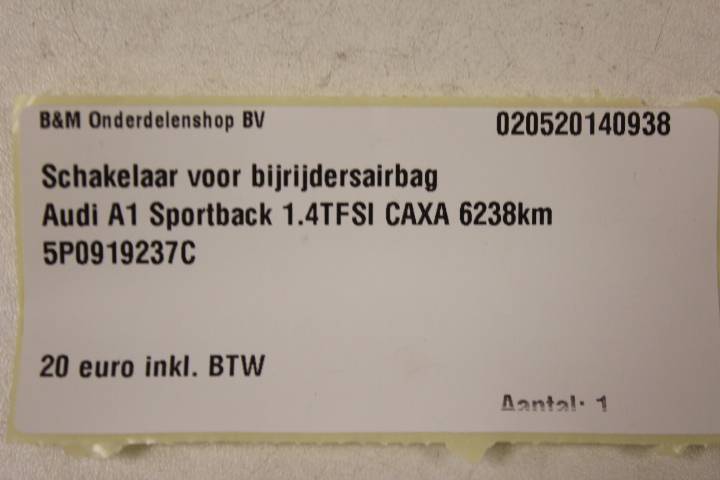 B&M Onderdelenshop BV 020520140938
Schakelaar voor bijrijdersairbag
Audi A1 Sportback 1.4TFSI CAXA 6238km
5P0919237C
20 euro inkl. BTW
Aantal: 1